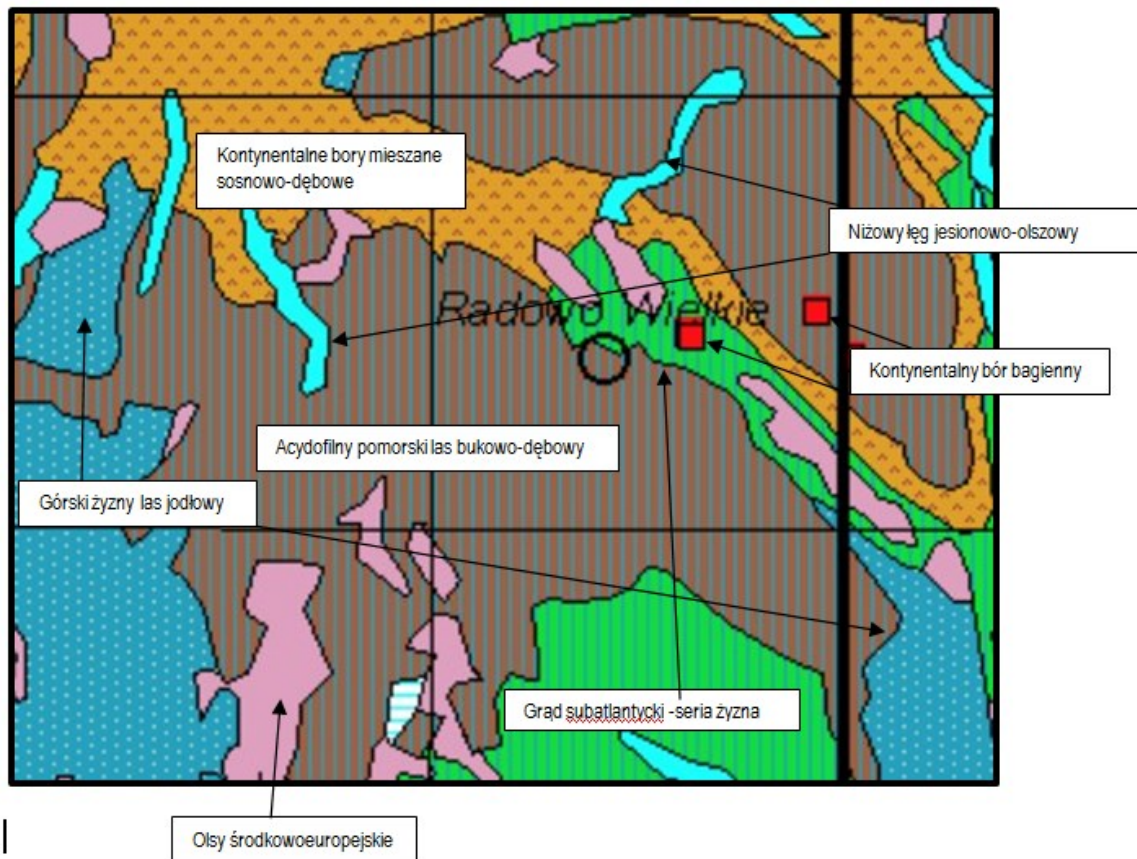 Kontynentalne bory mieszane
sosnowo-dębowe
Niżowy łęg jesionowo-olszowy
Radowo Wielkie
Kontynentalny bór bagienny
Acydofilny pomorski las bukowo-dębowy
Górski żyzny las jodłowy
Grąd subatlantycki -seria żyzna
Olsy środkowoeuropejskie